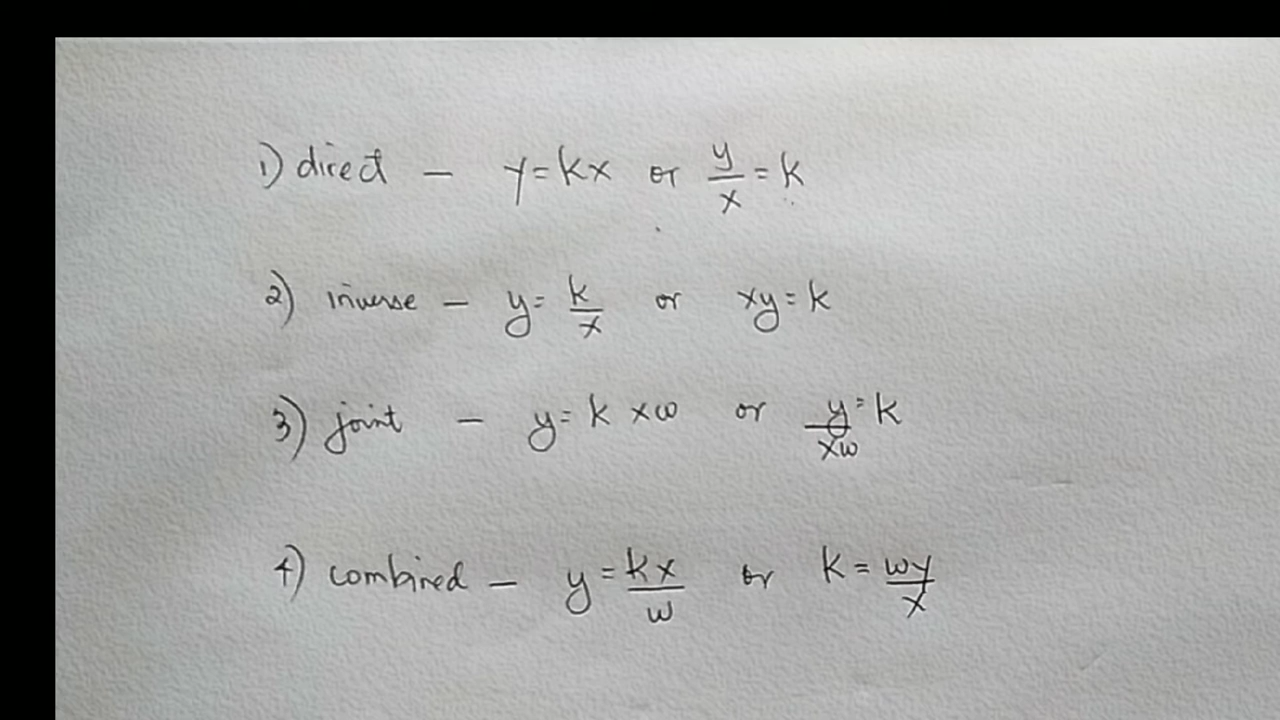 1) direct — y = kx or y/x = k
2) inverse — y = k/x or xy = k
3) joint — y = k xw or y/xw = k
4) combined — y = kx/w or k = wy/x